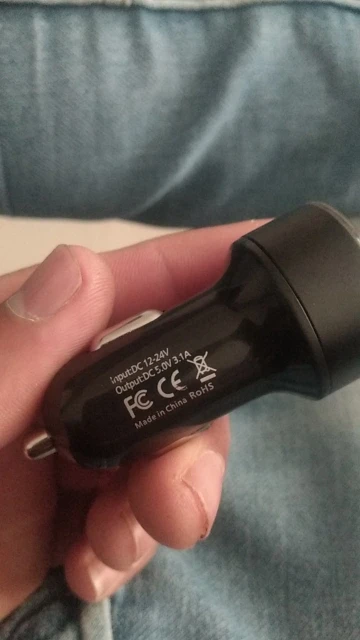 Input:DC 12-24V
Output:DC 5.0V 3.1A
FC CE
Made in China RoHS